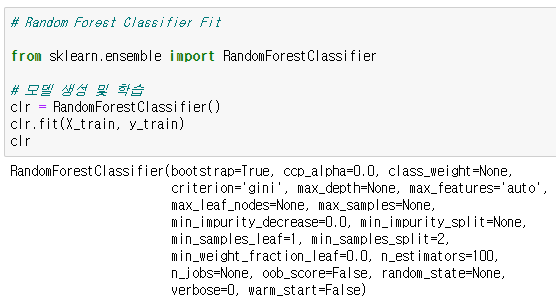 # Random Forest Classifier Fit
from sklearn.ensemble import RandomForestClassifier
# 모델 생성 및 학습
clr = RandomForestClassifier()
clr.fit(X_train, y_train)
clr
RandomForestClassifier(bootstrap=True, ccp_alpha=0.0, class_weight=None,
criterion='gini', max_depth=None, max_features='auto',
max_leaf_nodes=None, max_samples=None,
min_impurity_decrease=0.0, min_impurity_split=None,
min_samples_leaf=1, min_samples_split=2,
min_weight_fraction_leaf=0.0, n_estimators=100,
n_jobs=None, oob_score=False, random_state=None,
verbose=0, warm_start=False)